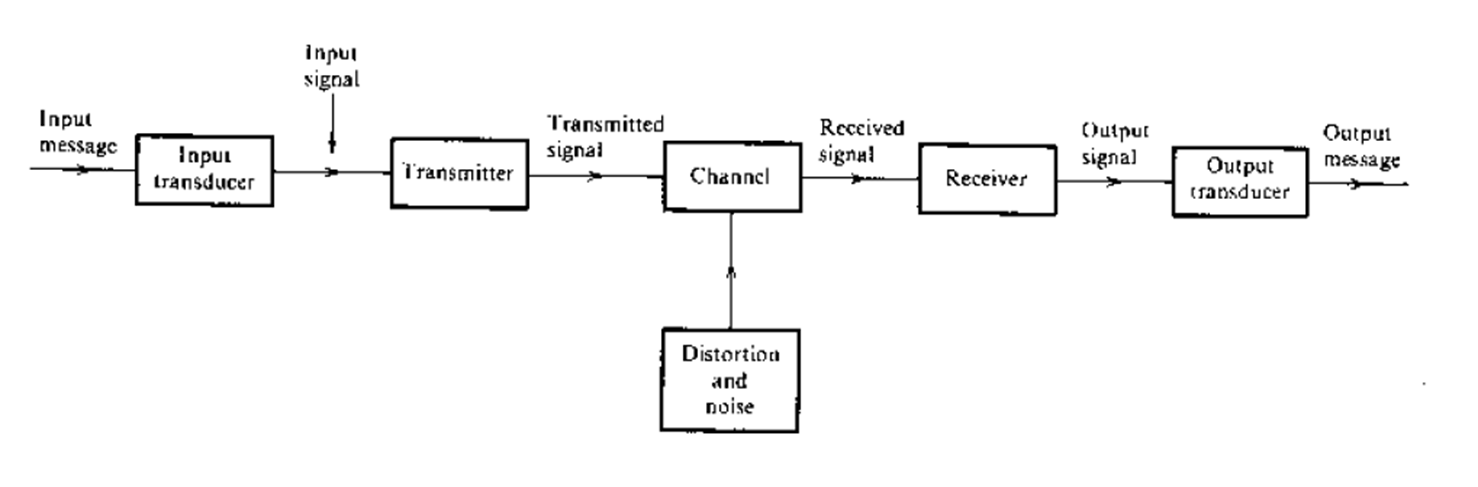 Input
signal
Input
message
Input
transducer
Transmitter
Transmitted
signal
Channel
Received
signal
Receiver
Output
signal
Output
transducer
Output
message
Distortion
and
noise